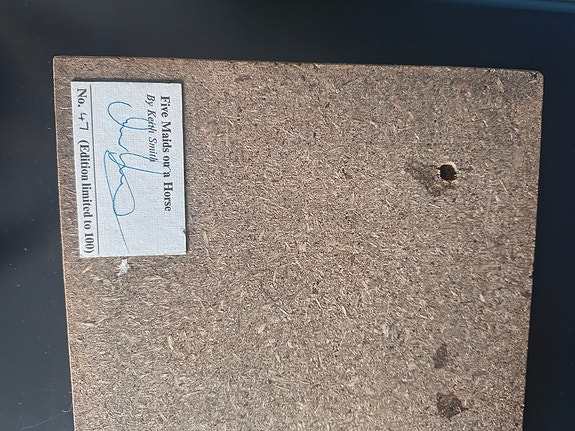 Five Maids on a Horse
By Keith Smith
No. 47 (Edition limited to 100)